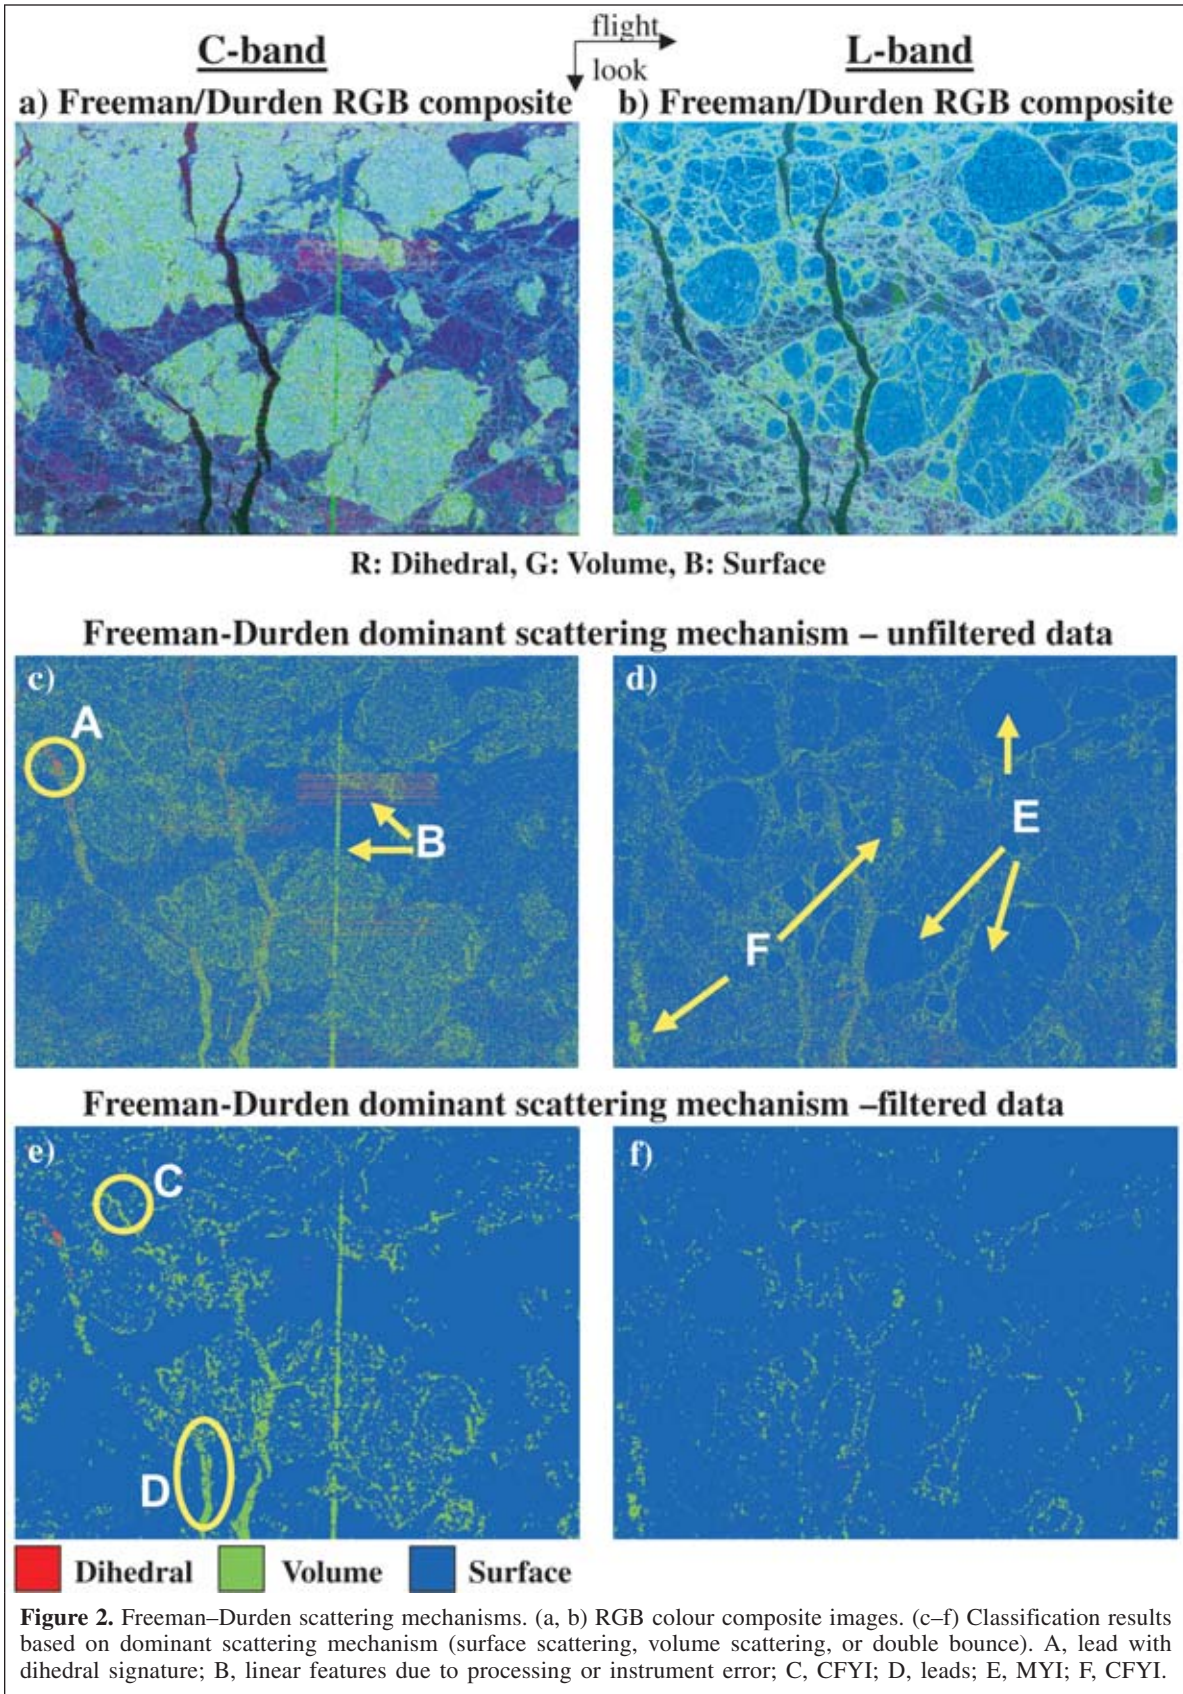 flight
C-band
L-band
look
a) Freeman/Durden RGB composite
b) Freeman/Durden RGB composite
R: Dihedral, G: Volume, B: Surface
Freeman-Durden dominant scattering mechanism – unfiltered data
c)
d)
A
B
E
F
Freeman-Durden dominant scattering mechanism –filtered data
e)
f)
C
D
Dihedral
Volume
Surface
Figure 2. Freeman–Durden scattering mechanisms. (a, b) RGB colour composite images. (c–f) Classification results
based on dominant scattering mechanism (surface scattering, volume scattering, or double bounce). A, lead with
dihedral signature; B, linear features due to processing or instrument error; C, CFYI; D, leads; E, MYI; F, CFYI.